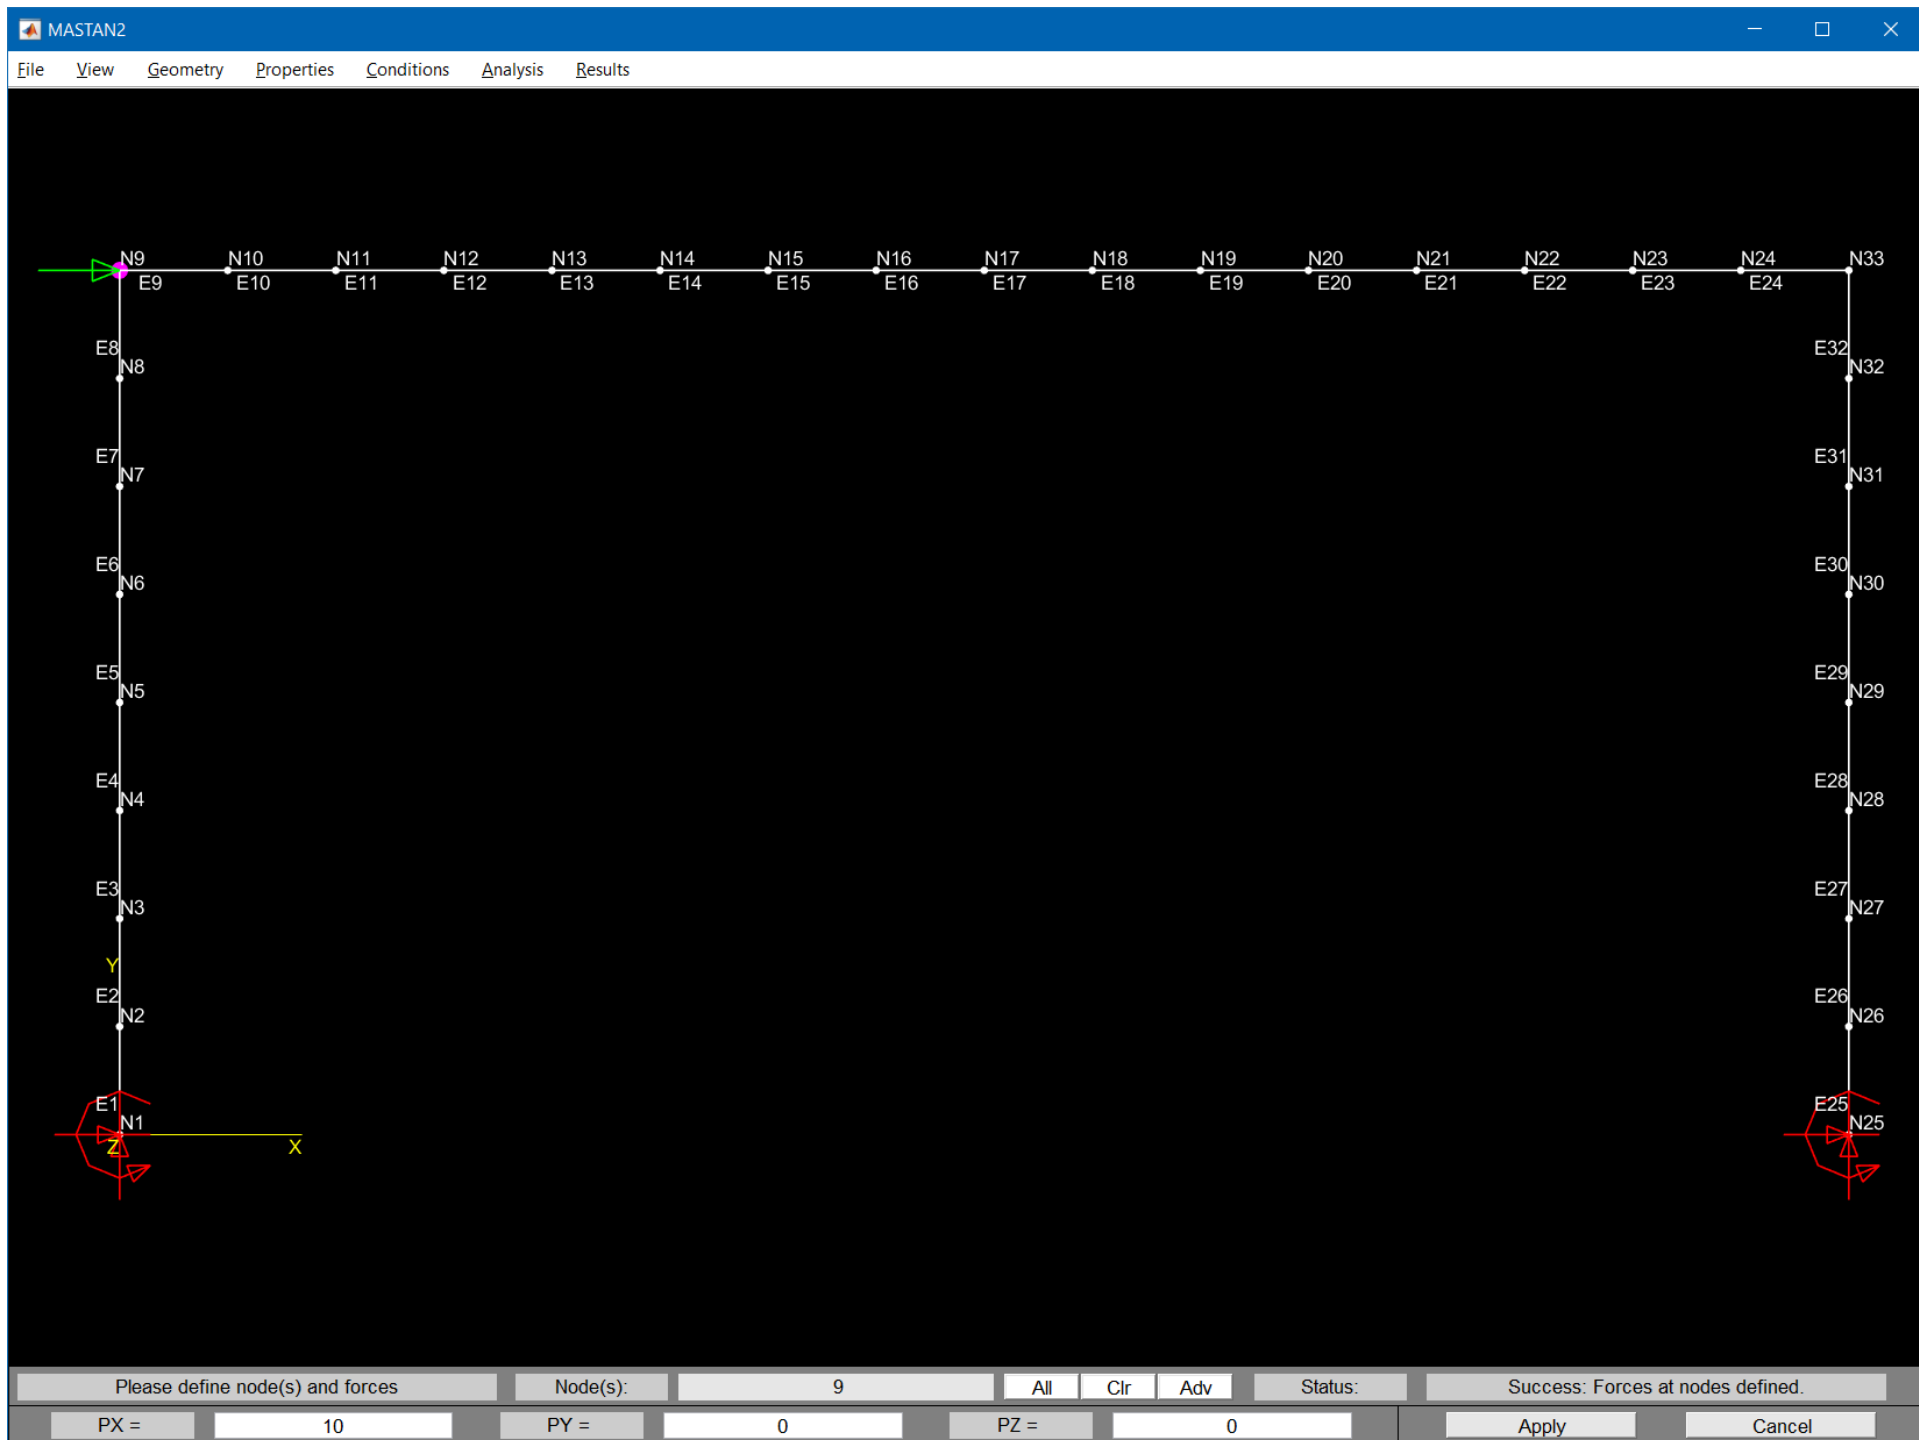 MASTAN2
File View Geometry Properties Conditions Analysis Results
N9 N10 N11 N12 N13 N14 N15 N16 N17 N18 N19 N20 N21 N22 N23 N24 N33
E9 E10 E11 E12 E13 E14 E15 E16 E17 E18 E19 E20 E21 E22 E23 E24
E8 E32
N8 N32
E7 E31
N7 N31
E6 E30
N6 N30
E5 E29
N5 N29
E4 E28
N4 N28
E3 E27
N3 N27
Y
E2 E26
N2 N26
E1 E25
N1 N25
Z X
Please define node(s) and forces Node(s): 9 All Clr Adv Status: Success: Forces at nodes defined.
PX = 10 PY = 0 PZ = 0 Apply Cancel